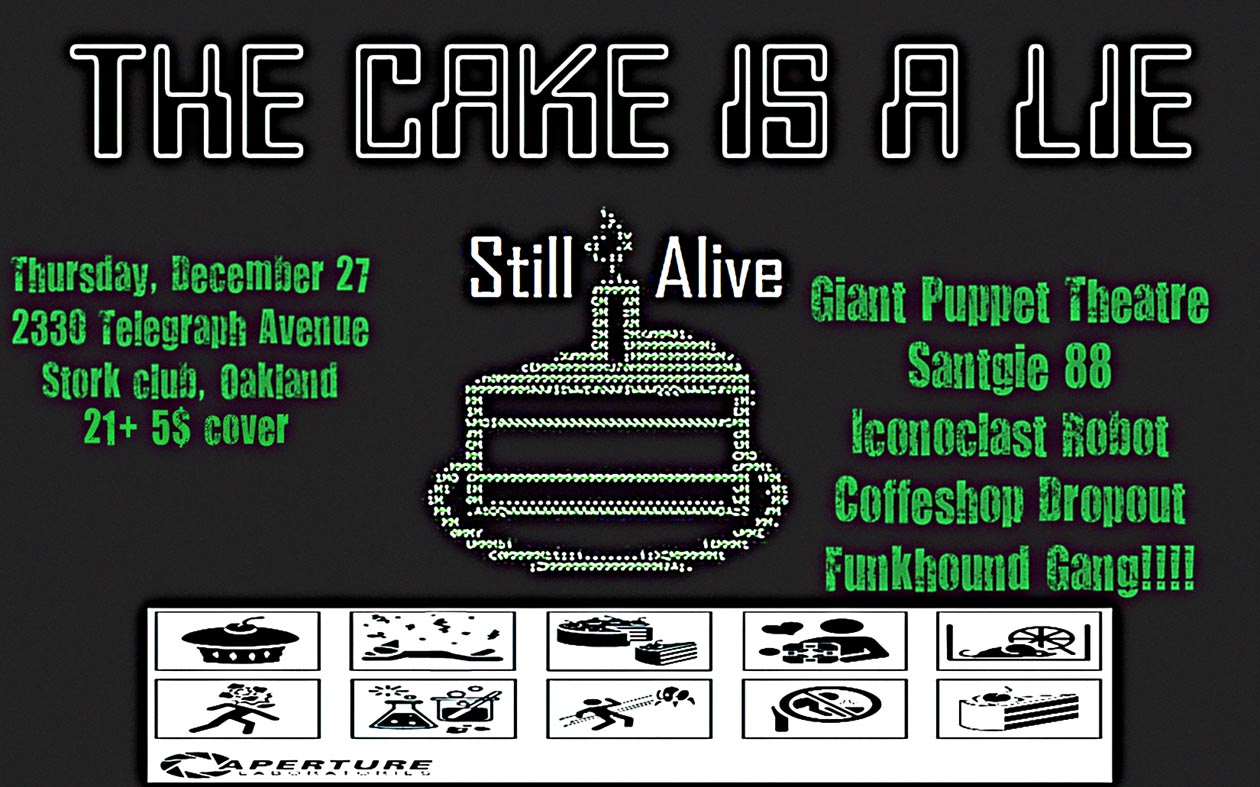 THE CAKE IS A LIE
Still Alive
Thursday, December 27
2330 Telegraph Avenue
Stork club, Oakland
21+ 5$ cover
Giant Puppet Theatre
Santgie 88
Iconoclast Robot
Coffeshop Dropout
Funkhound Gang!!!!
APERTURE
LABORATORIES